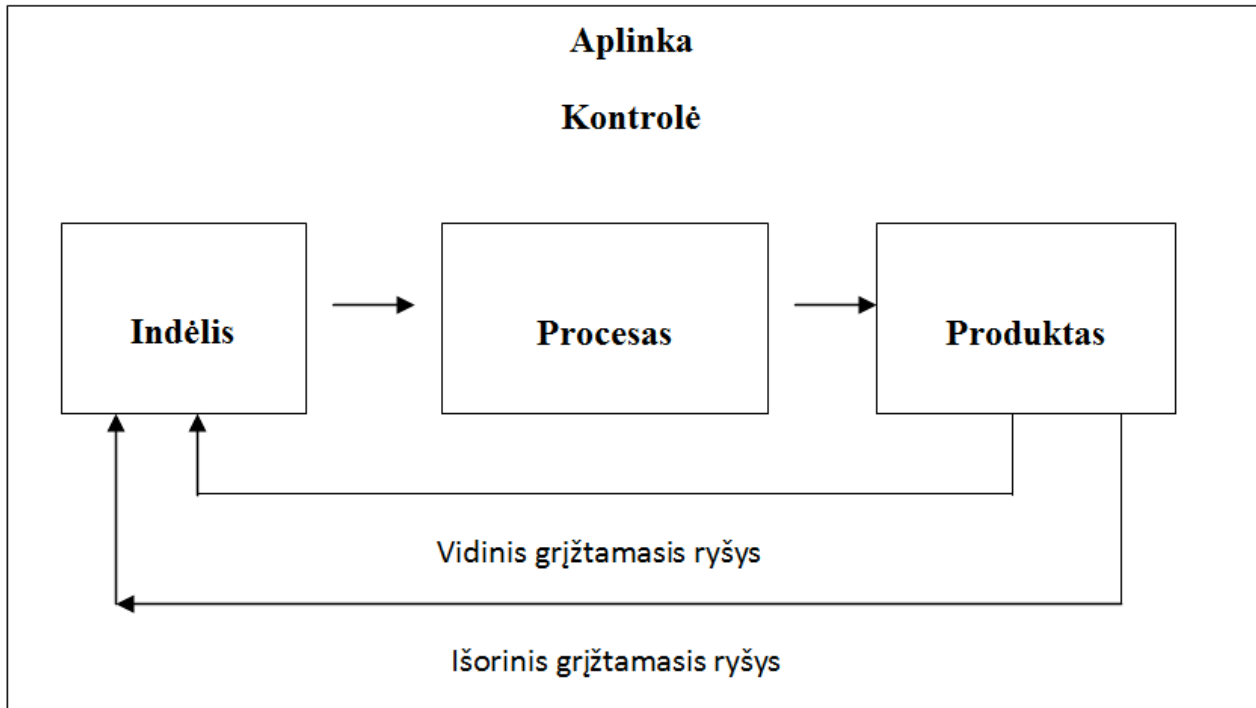 Aplinka
Kontrolė
Indėlis
Procesas
Produktas
Vidinis grįžtamasis ryšys
Išorinis grįžtamasis ryšys